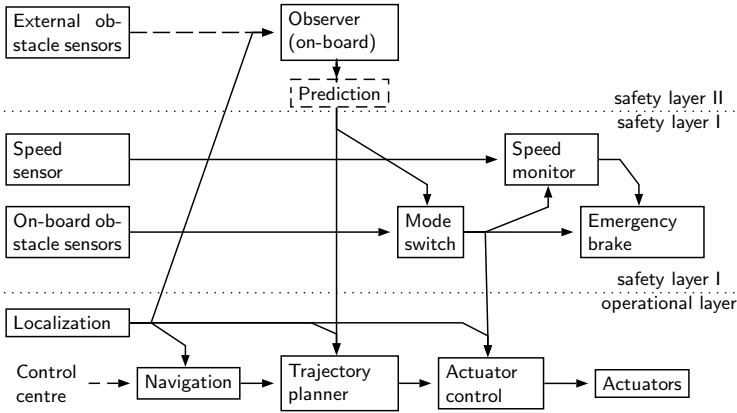 External ob-
stacle sensors
Observer
(on-board)
Prediction
safety layer II
safety layer I
Speed
sensor
Speed
monitor
On-board ob-
stacle sensors
Mode
switch
Emergency
brake
safety layer I
operational layer
Localization
Control
centre
Navigation
Trajectory
planner
Actuator
control
Actuators